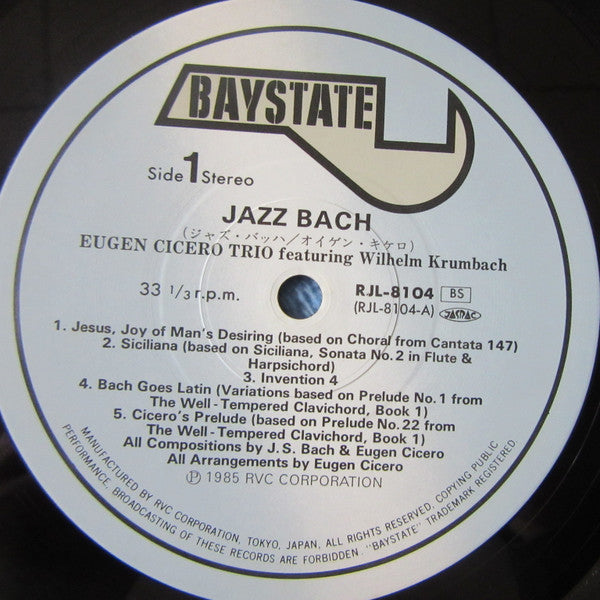 BAYSTATE
Side 1 Stereo
JAZZ BACH
(ジャズ・バッハ/オイゲン・キケロ)
EUGEN CICERO TRIO featuring Wilhelm Krumbach
33 1/3 r.p.m.
RJL-8104 BS
(RJL-8104-A) JASRAC
1. Jesus, Joy of Man's Desiring (based on Choral from Cantata 147)
2. Siciliana (based on Siciliana, Sonata No. 2 in Flute &
Harpsichord)
3. Invention 4
4. Bach Goes Latin (Variations based on Prelude No. 1 from
The Well-Tempered Clavichord, Book 1)
5. Cicero's Prelude (based on Prelude No. 22 from
The Well-Tempered Clavichord, Book 1)
All Compositions by J. S. Bach & Eugen Cicero
All Arrangements by Eugen Cicero
Ⓟ 1985 RVC CORPORATION
MANUFACTURED BY RVC CORPORATION, TOKYO, JAPAN, ALL RIGHTS RESERVED, COPYING PUBLIC
PERFORMANCE, BROADCASTING OF THESE RECORDS ARE FORBIDDEN. "BAYSTATE" TRADEMARK REGISTERED.